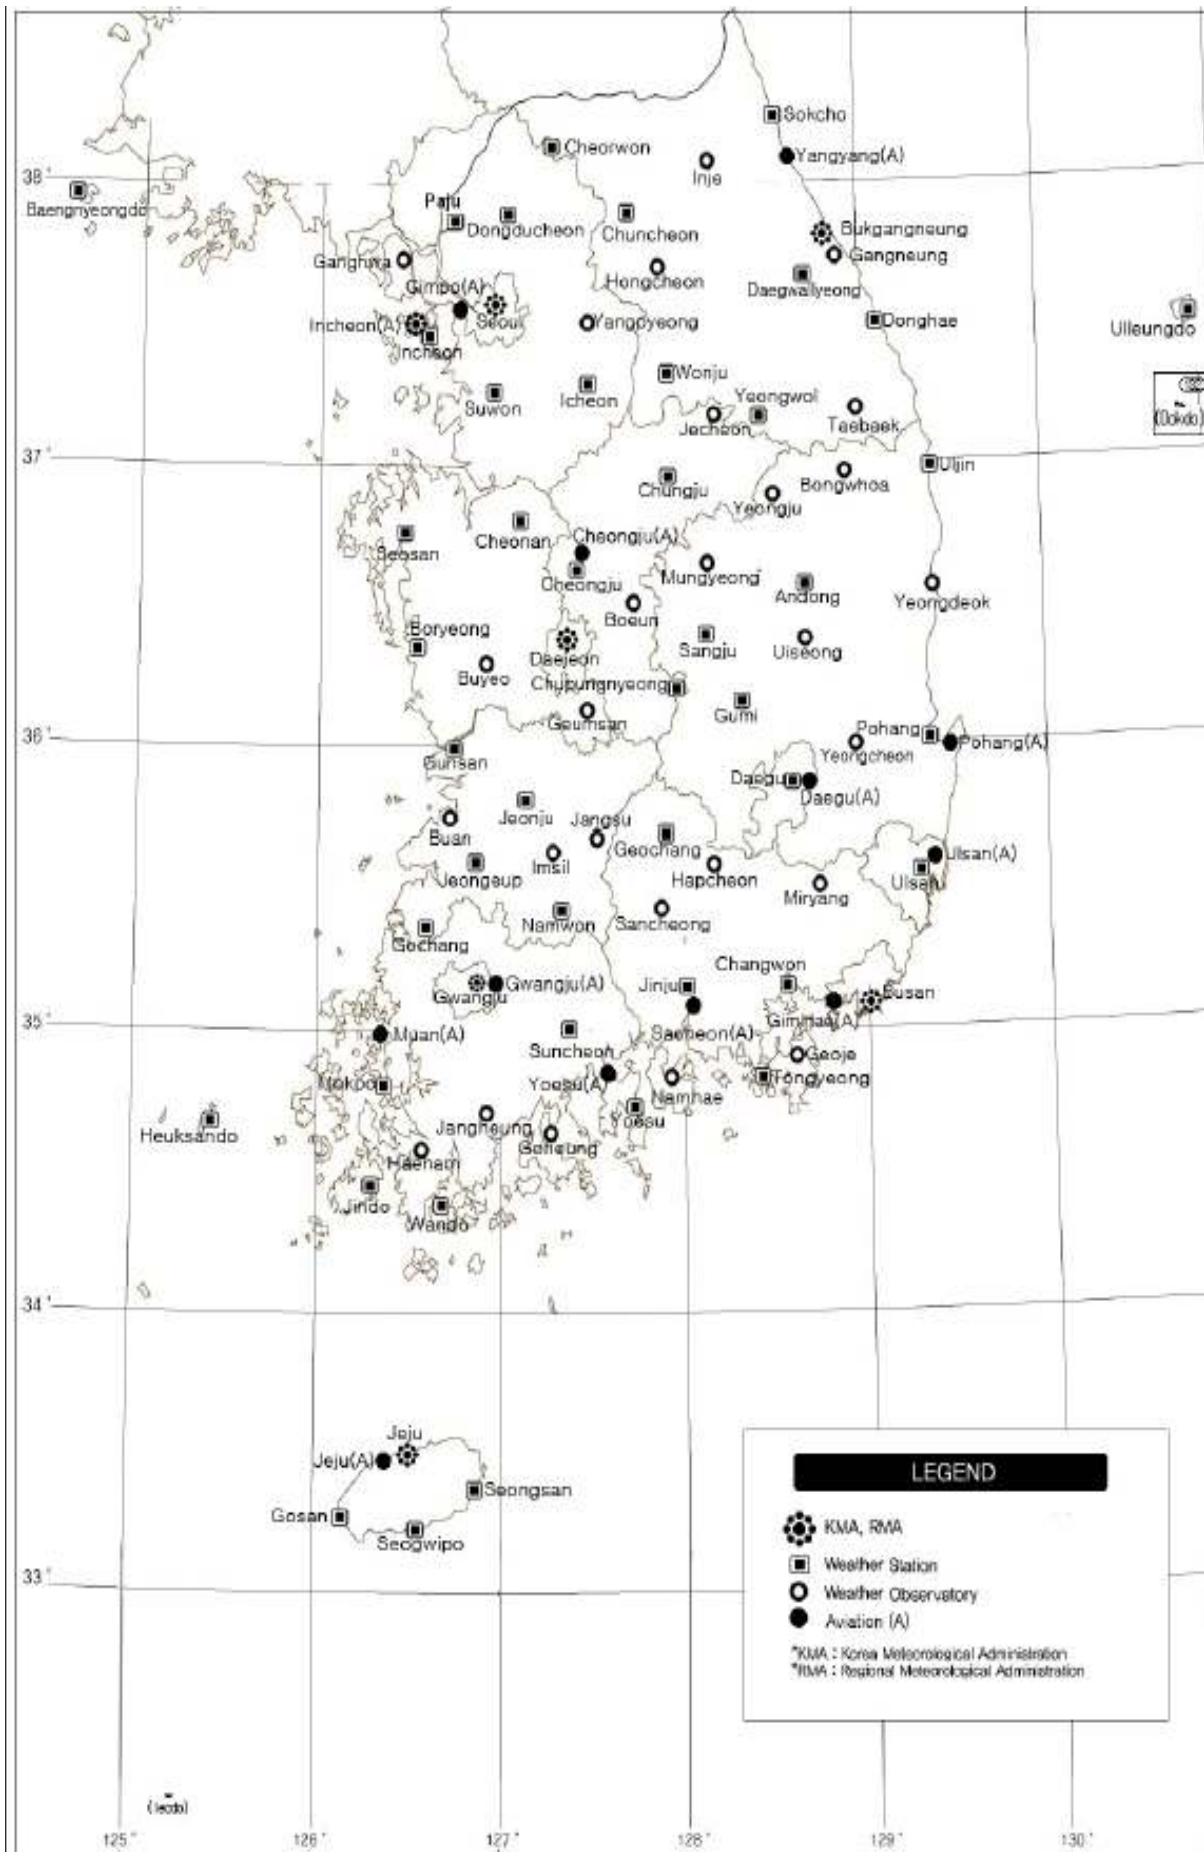 Sokcho
Cheorwon
Yangyang(A)
Inje
38°
Baengnyeongdo
Paju
Dongducheon
Chuncheon
Bukgangneung
Gangneung
Ganghwa
Hongcheon
Daegwallyeong
Gimpo(A)
Seoul
Yangpyeong
Donghae
Ulleungdo
Incheon(A)
Incheon
Wonju
Suwon
Icheon
Yeongwol
Jecheon
Taebaek
(Dokdo)
37°
Uljin
Chungju
Bongwhoa
Yeongju
Seosan
Cheonan
Cheongju(A)
Cheongju
Mungyeong
Andong
Yeongdeok
Boeun
Boryeong
Sangju
Uiseong
Daejeon
Buyeo
Chupungnyeong
Gumi
Geumsan
36°
Gunsan
Pohang
Pohang(A)
Yeongcheon
Daegu
Daegu(A)
Jeonju
Jangsu
Buan
Imsil
Geochang
Ulsan(A)
Jeongeup
Hapcheon
Ulsan
Miryang
Namwon
Sancheong
Gochang
Changwon
Gwangju(A)
Gwangju
Jinju
Busan
35°
Muan(A)
Sacheon(A)
Gimhae(A)
Suncheon
Geoje
Mokpo
Yoesu(A)
Namhae
Tongyeong
Heuksando
Jangheung
Yoesu
Goheung
Haenam
Jindo
Wando
34°
Jeju
Jeju(A)
Seongsan
Gosan
Seogwipo
33°
LEGEND
KMA, RMA
Weather Station
Weather Observatory
Aviation (A)
*KMA : Korea Meteorological Administration
*RMA : Regional Meteorological Administration
(Ieodo)
125° 126° 127° 128° 129° 130°